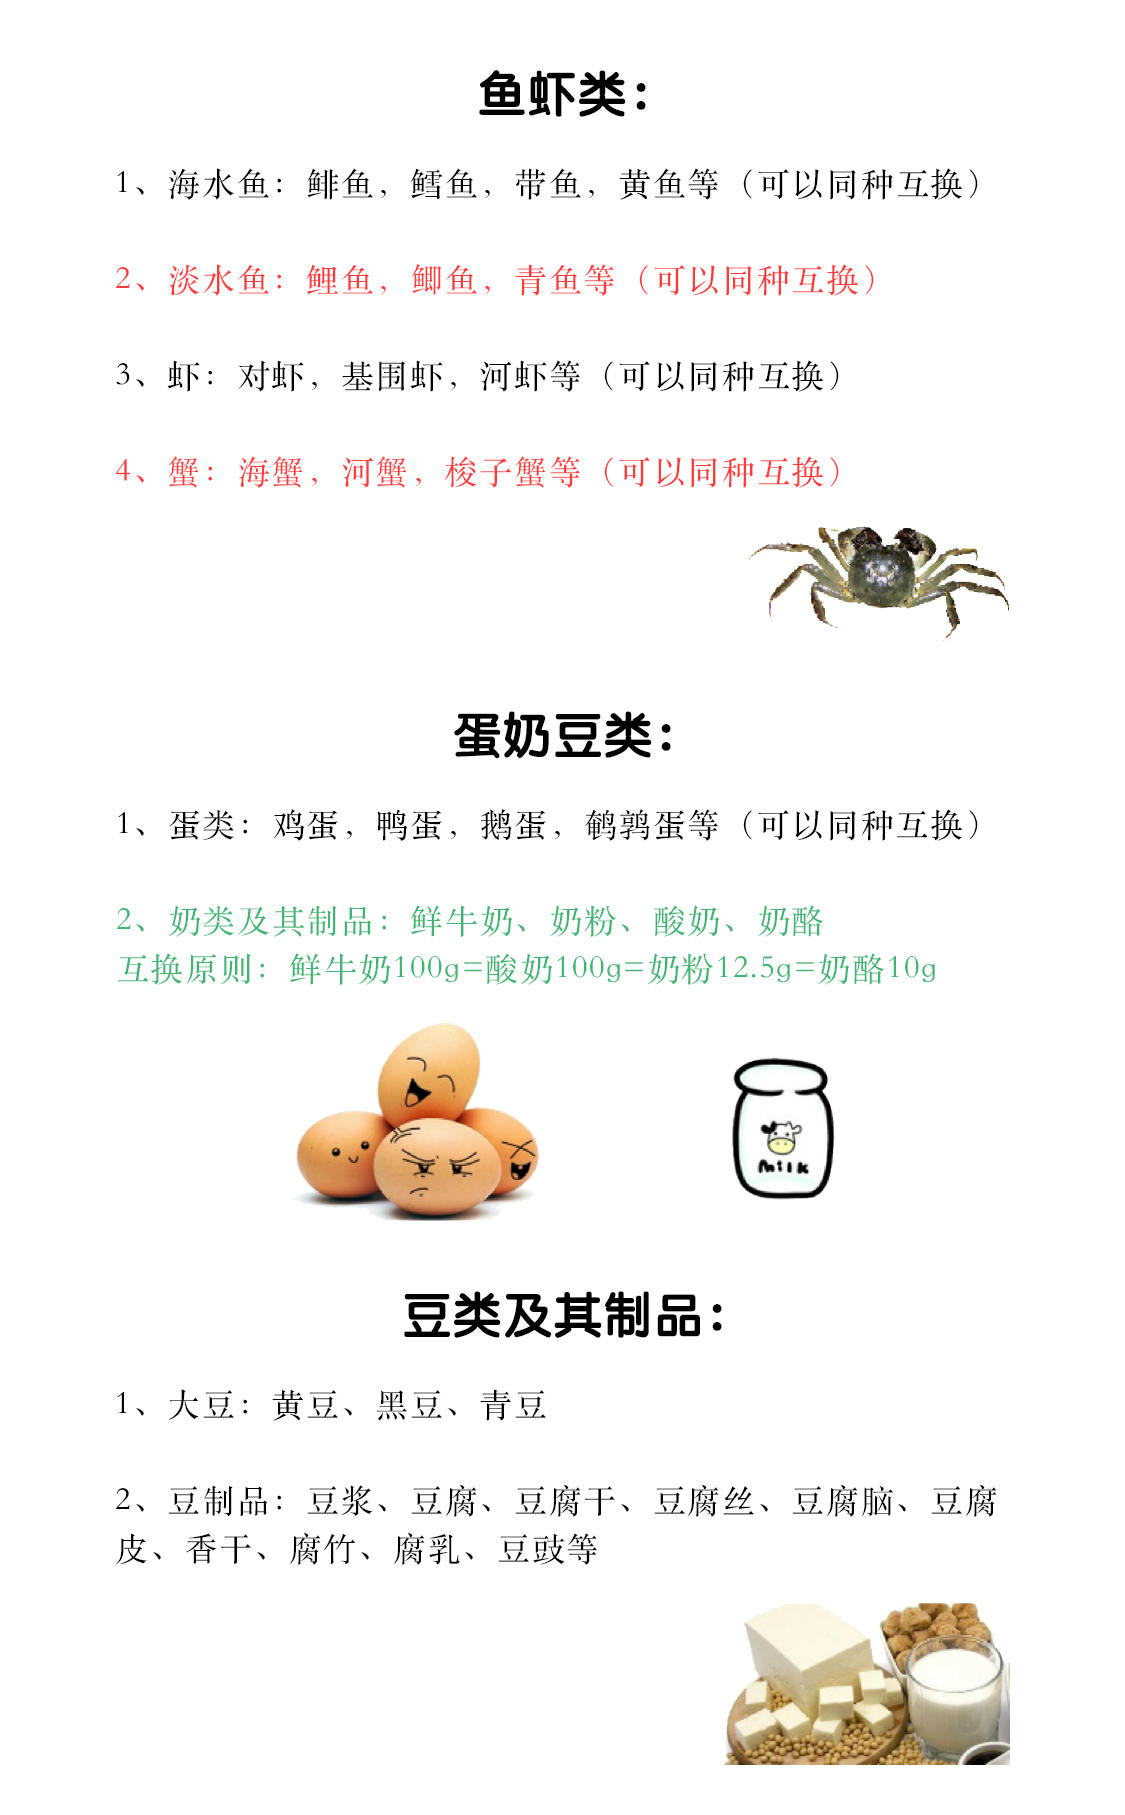 鱼虾类：
1、海水鱼：鲱鱼，鳕鱼，带鱼，黄鱼等（可以同种互换）
2、淡水鱼：鲤鱼，鲫鱼，青鱼等（可以同种互换）
3、虾：对虾，基围虾，河虾等（可以同种互换）
4、蟹：海蟹，河蟹，梭子蟹等（可以同种互换）
蛋奶豆类：
1、蛋类：鸡蛋，鸭蛋，鹅蛋，鹌鹑蛋等（可以同种互换）
2、奶类及其制品：鲜牛奶、奶粉、酸奶、奶酪
互换原则：鲜牛奶100g=酸奶100g=奶粉12.5g=奶酪10g
milk
豆类及其制品：
1、大豆：黄豆、黑豆、青豆
2、豆制品：豆浆、豆腐、豆腐干、豆腐丝、豆腐脑、豆腐
皮、香干、腐竹、腐乳、豆豉等